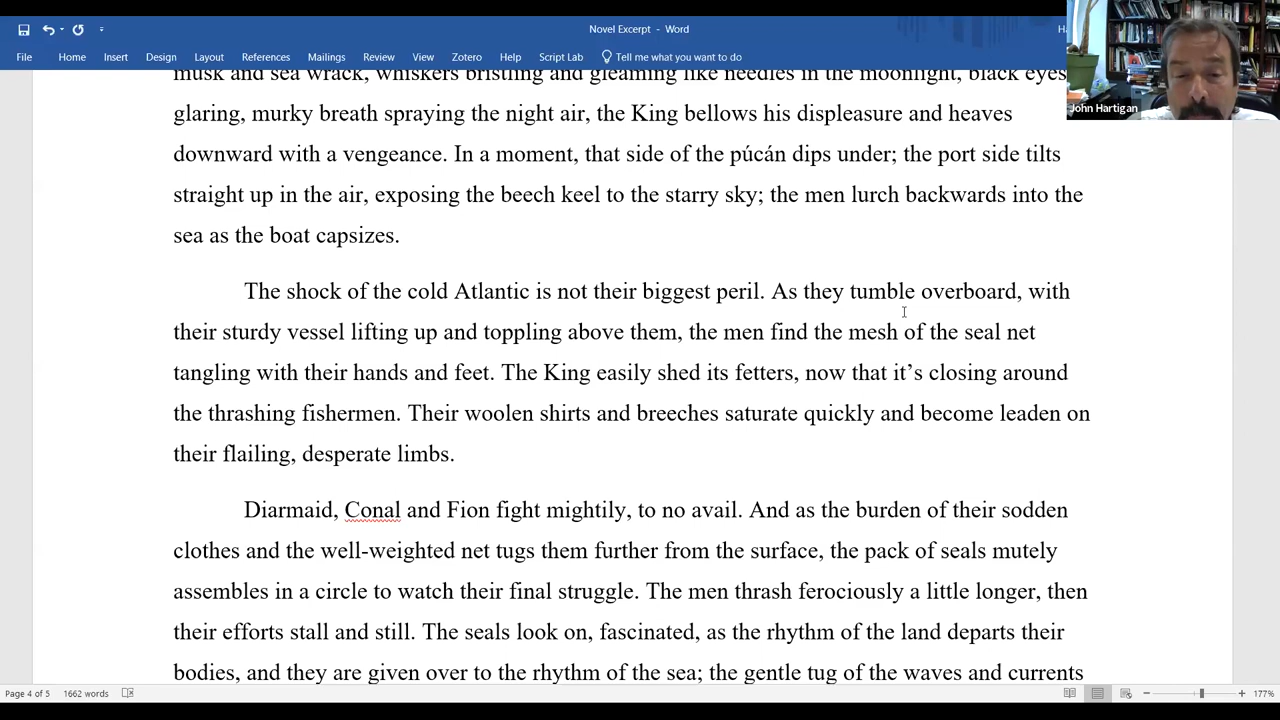 Novel Excerpt - Word
File Home Insert Design Layout References Mailings Review View Zotero Help Script Lab Tell me what you want to do
John Hartigan
musk and sea wrack, whiskers bristling and gleaming like needles in the moonlight, black eyes
glaring, murky breath spraying the night air, the King bellows his displeasure and heaves
downward with a vengeance. In a moment, that side of the púcán dips under; the port side tilts
straight up in the air, exposing the beech keel to the starry sky; the men lurch backwards into the
sea as the boat capsizes.
The shock of the cold Atlantic is not their biggest peril. As they tumble overboard, with
their sturdy vessel lifting up and toppling above them, the men find the mesh of the seal net
tangling with their hands and feet. The King easily shed its fetters, now that it’s closing around
the thrashing fishermen. Their woolen shirts and breeches saturate quickly and become leaden on
their flailing, desperate limbs.
Diarmaid, Conal and Fion fight mightily, to no avail. And as the burden of their sodden
clothes and the well-weighted net tugs them further from the surface, the pack of seals mutely
assembles in a circle to watch their final struggle. The men thrash ferociously a little longer, then
their efforts stall and still. The seals look on, fascinated, as the rhythm of the land departs their
bodies, and they are given over to the rhythm of the sea; the gentle tug of the waves and currents
Page 4 of 5 1662 words 177%